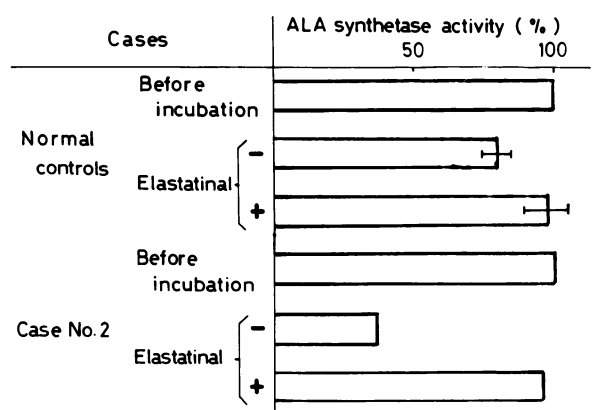 Cases
ALA synthetase activity ( % )
50 100
Before
incubation
Normal
controls
Elastatinal
−
+
Before
incubation
Case No. 2
Elastatinal
−
+